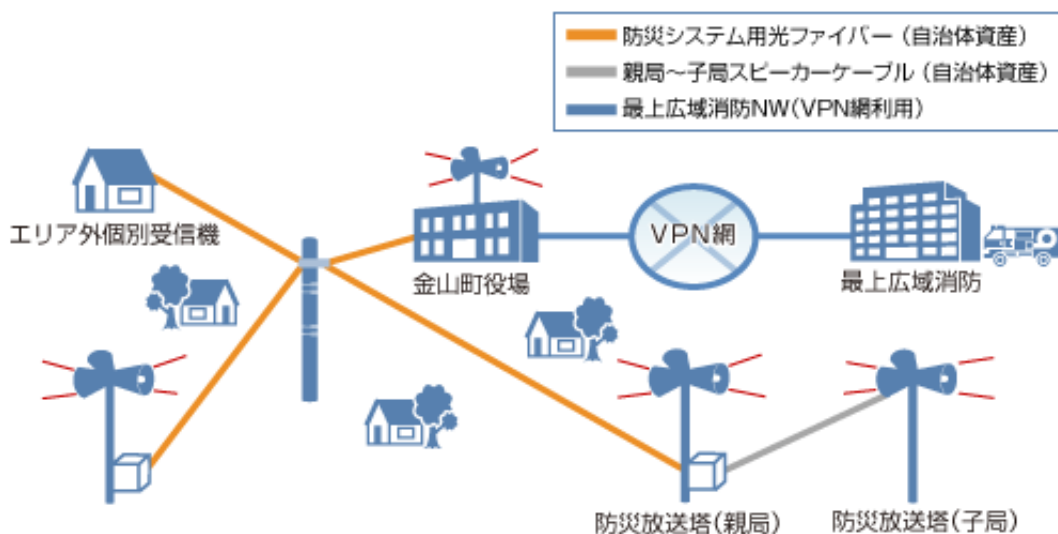 防災システム用光ファイバー(自治体資産)
親局～子局スピーカーケーブル(自治体資産)
最上広域消防NW(VPN網利用)
エリア外個別受信機
金山町役場
VPN網
最上広域消防
防災放送塔(親局)
防災放送塔(子局)